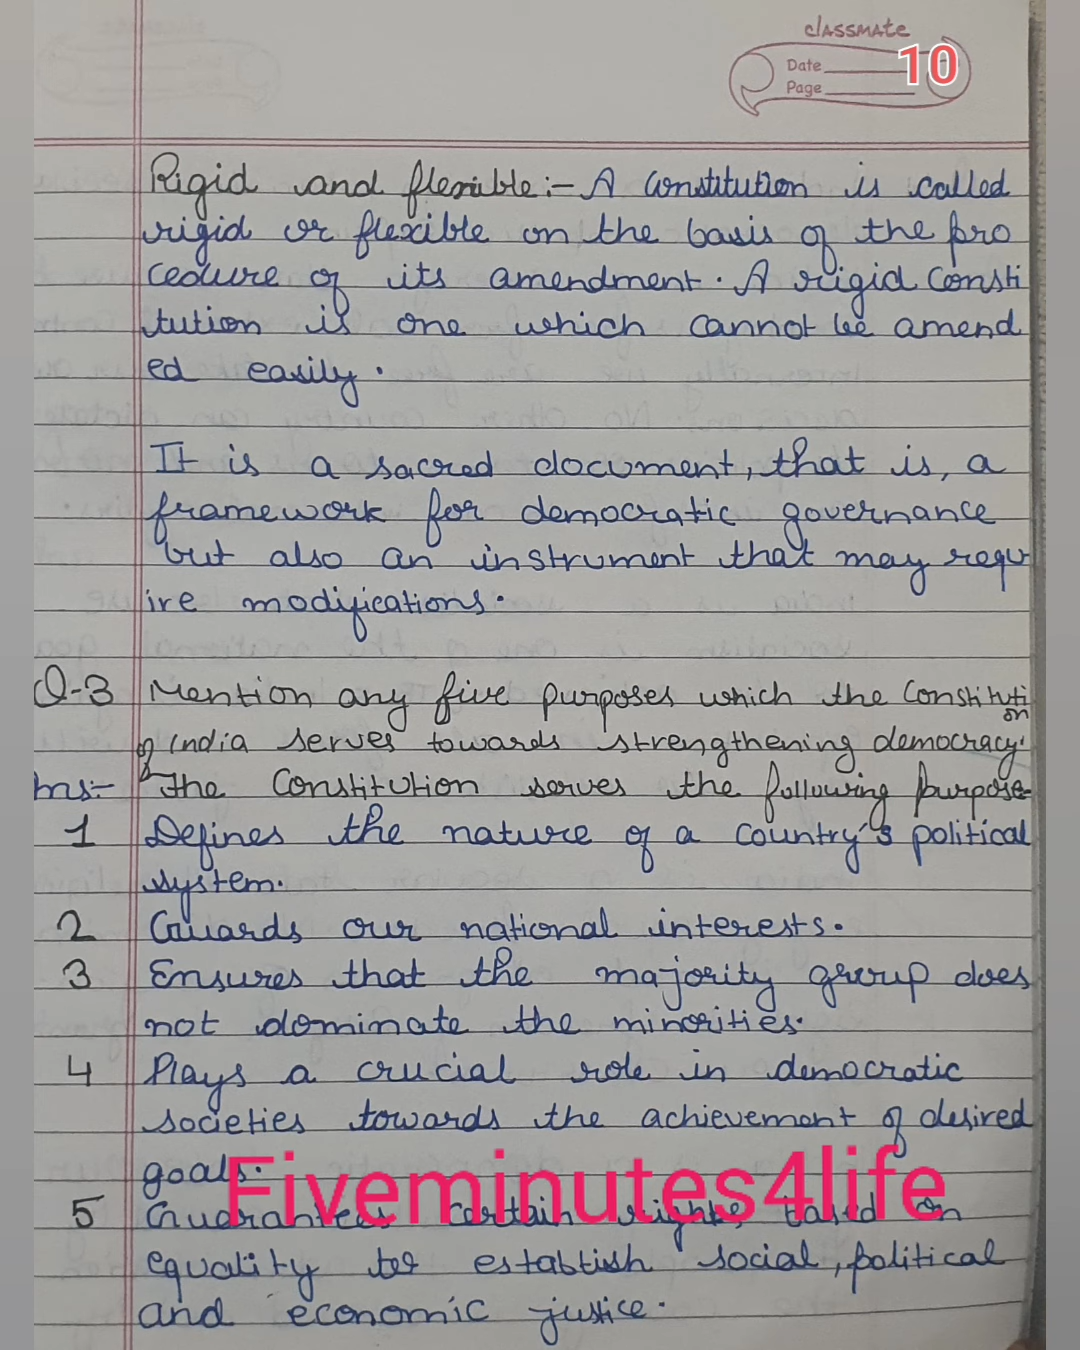 classmate
Date
10
Page
Rigid and flexible:- A Constitution is called
rigid or flexible on the basis of the pro
cedure of its amendment. A rigid Consti
tution is one which cannot be amend
ed easily.
It is a sacred document, that is, a
framework for democratic governance
but also an instrument that may requ
ire modifications.
Q-3 Mention any five purposes which the Constituti
on
of India serves towards strengthening democracy.
Ans:- The Constitution serves the following purpose-
1 Defines the nature of a country's political
system.
2 Guards our national interests.
3 Ensures that the majority group does
not dominate the minorities.
4 Plays a crucial role in democratic
societies towards the achievement of desired
goals.
Fiveminutes4life
5 Guarantees certain rights based on
equality to establish social, political
and economic justice.